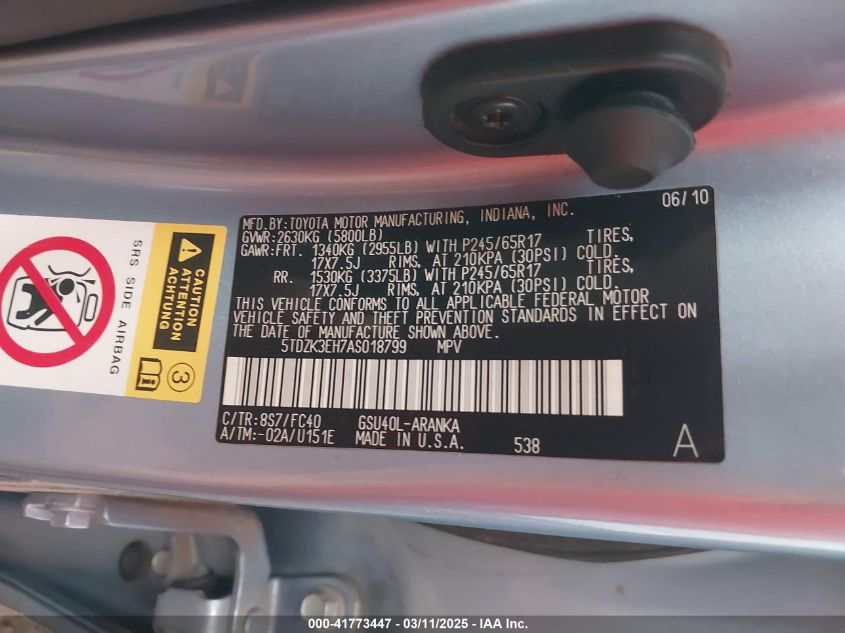 06/10
MFD.BY:TOYOTA MOTOR MANUFACTURING, INDIANA, INC.
GVWR:2630KG (5800LB)
GAWR:FRT. 1340KG (2955LB) WITH P245/65R17 TIRES,
17X7.5J RIMS, AT 210KPA (30PSI) COLD.
RR. 1530KG (3375LB) WITH P245/65R17 TIRES,
17X7.5J RIMS, AT 210KPA (30PSI) COLD.
THIS VEHICLE CONFORMS TO ALL APPLICABLE FEDERAL MOTOR
VEHICLE SAFETY AND THEFT PREVENTION STANDARDS IN EFFECT ON
THE DATE OF MANUFACTURE SHOWN ABOVE.
5TDZK3EH7AS018799 MPV
C/TR:8S7/FC40 GSU40L-ARANKA
A/TM:-02A/U151E MADE IN U.S.A. 538 A
SRS SIDE AIRBAG
CAUTION
ATTENTION
ACHTUNG
3
www.iaai.com - 41773447 - 03/11/2025 - IAA Inc.